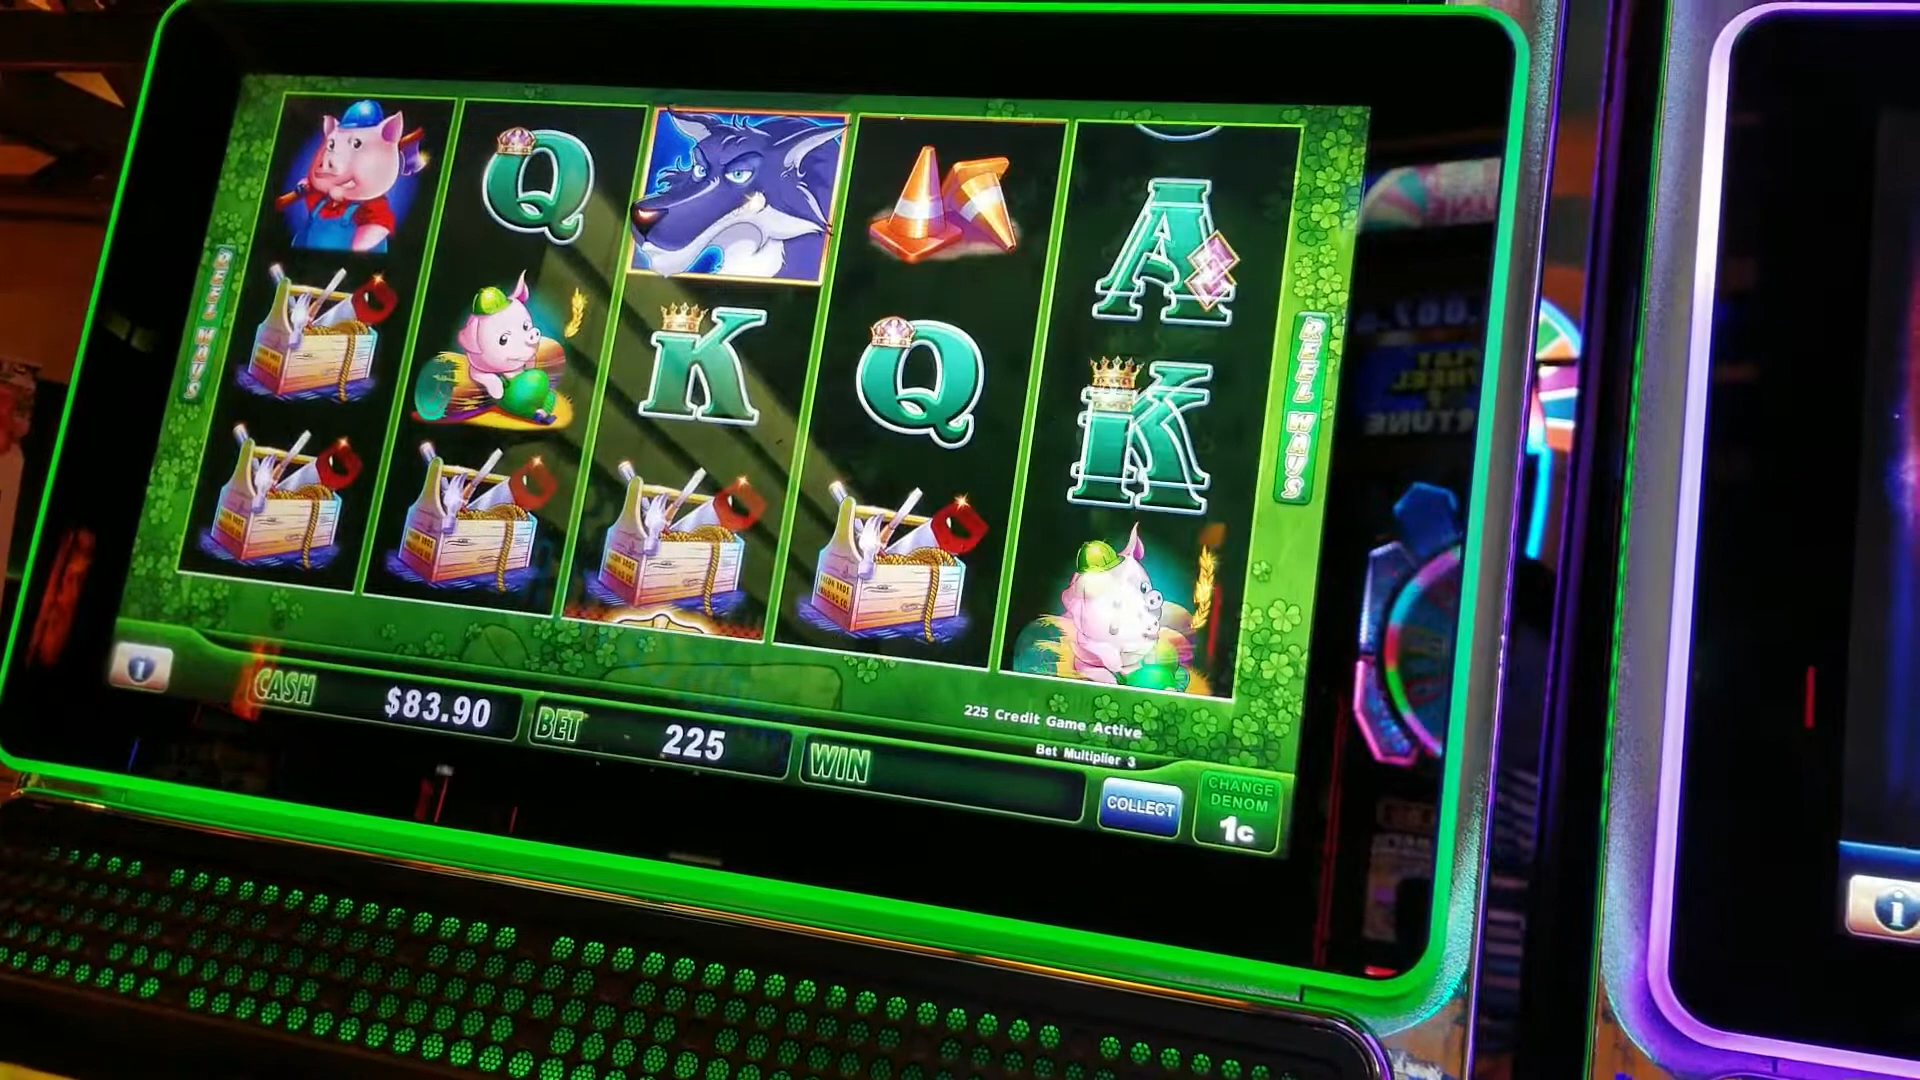 Q
A
REEL WAYS
K
Q
K
REEL WAYS
CASH $83.90
BET 225
WIN
225 Credit Game Active
Bet Multiplier 3
COLLECT
CHANGE
DENOM
1c
i
i